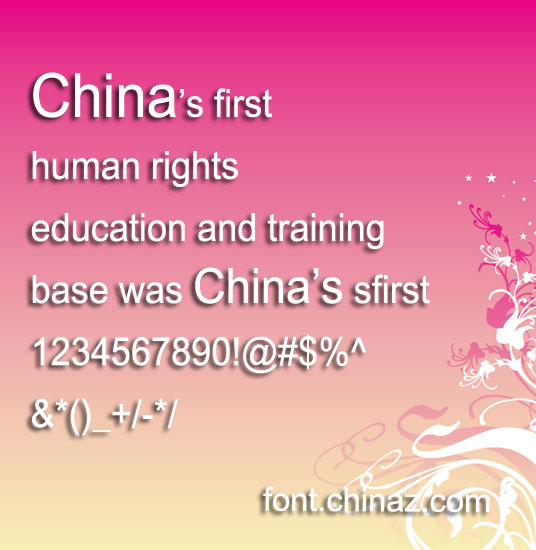 China's first
human rights
education and training
base was China's sfirst
1234567890!@#$%^
&*()_+/-*/
font.chinaz.com